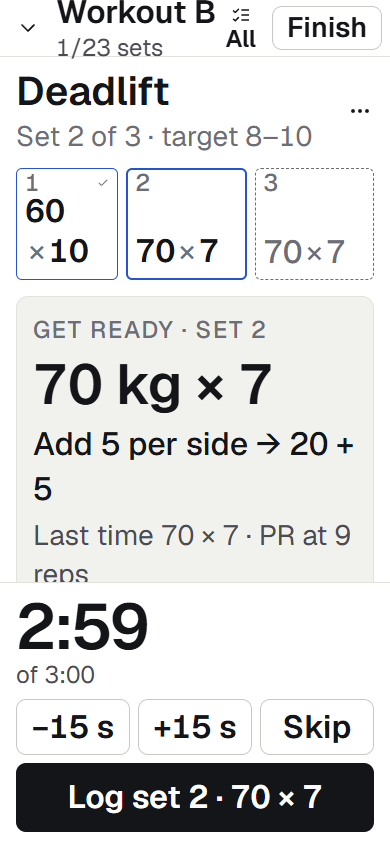 Workout B
1/23 sets
All
Finish
Deadlift
...
Set 2 of 3 · target 8–10
1
60
×10
2
70×7
3
70×7
GET READY · SET 2
70 kg × 7
Add 5 per side → 20 +
5
Last time 70 × 7 · PR at 9
reps
2:59
of 3:00
−15 s
+15 s
Skip
Log set 2 · 70 × 7